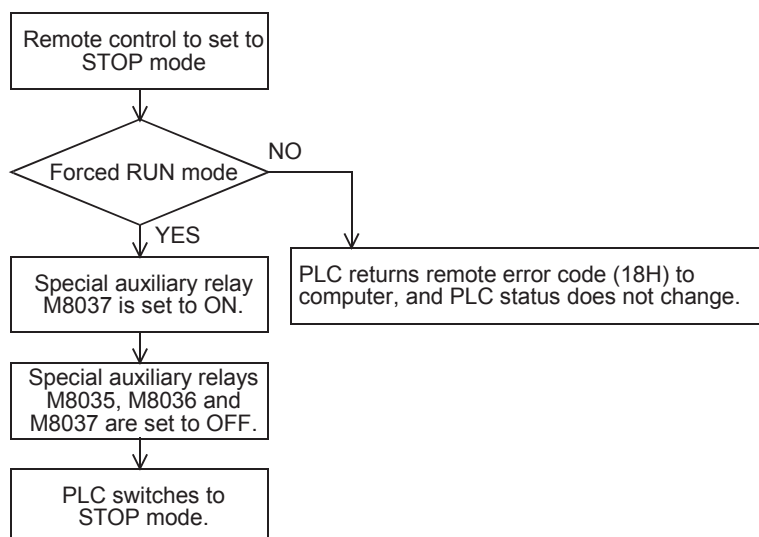 Remote control to set to
STOP mode
Forced RUN mode
NO
YES
Special auxiliary relay
M8037 is set to ON.
PLC returns remote error code (18H) to
computer, and PLC status does not change.
Special auxiliary relays
M8035, M8036 and
M8037 are set to OFF.
PLC switches to
STOP mode.